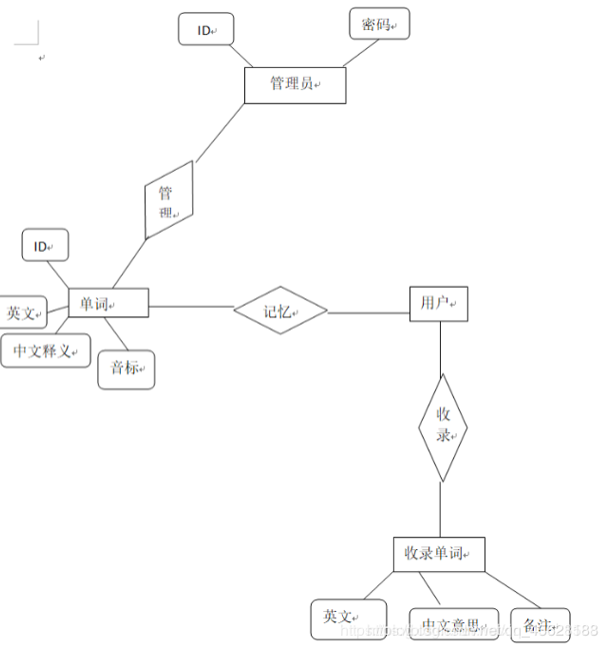 ID
密码
管理员
管
理
ID
单词
英文
中文释义
音标
记忆
用户
收
录
收录单词
英文
中文意思
备注